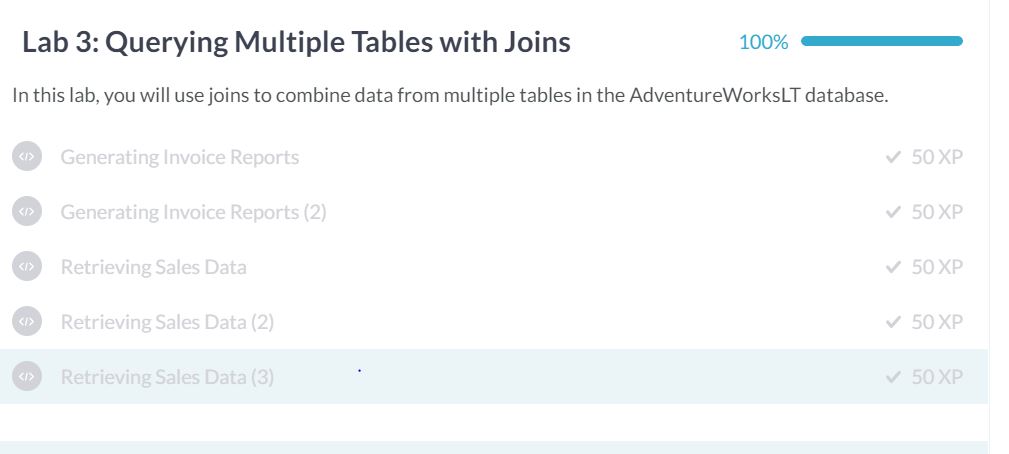 Lab 3: Querying Multiple Tables with Joins 100%
In this lab, you will use joins to combine data from multiple tables in the AdventureWorksLT database.
</> Generating Invoice Reports ✓ 50 XP
</> Generating Invoice Reports (2) ✓ 50 XP
</> Retrieving Sales Data ✓ 50 XP
</> Retrieving Sales Data (2) ✓ 50 XP
</> Retrieving Sales Data (3) ✓ 50 XP